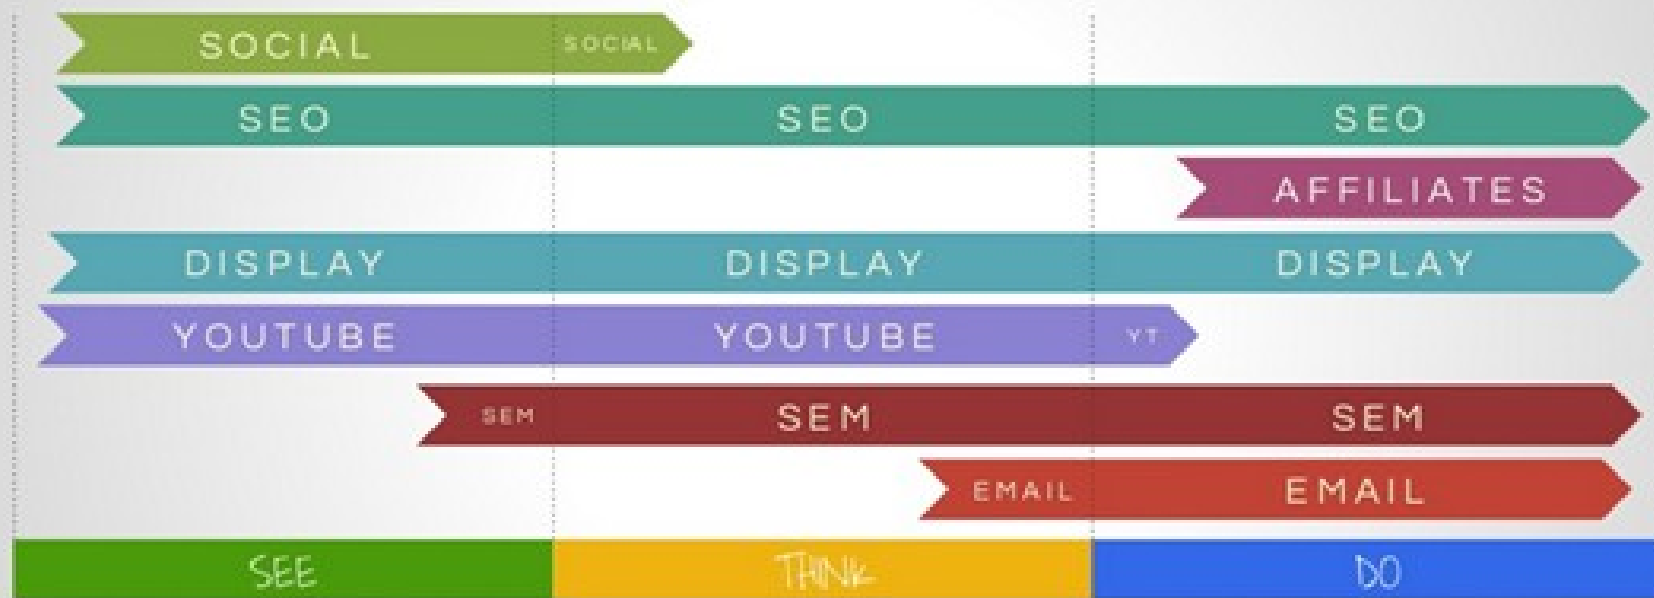 SOCIAL SOCIAL
SEO SEO SEO
AFFILIATES
DISPLAY DISPLAY DISPLAY
YOUTUBE YOUTUBE YT
SEM SEM SEM
EMAIL EMAIL
SEE THINK DO